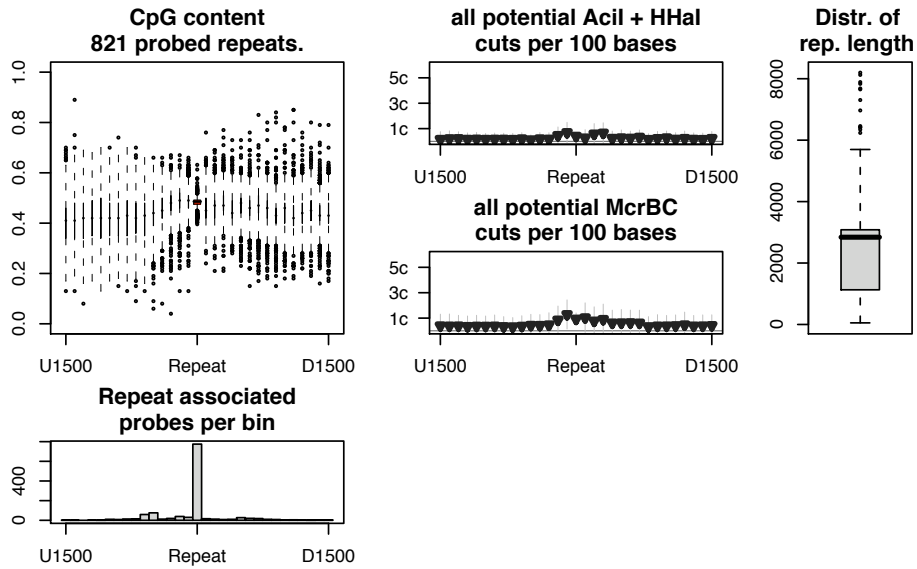 CpG content
821 probed repeats.
1.0
0.8
0.6
0.4
0.2
0.0
U1500 Repeat D1500
all potential AciI + HHaI
cuts per 100 bases
5c
3c
1c
U1500 Repeat D1500
all potential McrBC
cuts per 100 bases
5c
3c
1c
U1500 Repeat D1500
Distr. of
rep. length
8000
6000
4000
2000
0
Repeat associated
probes per bin
400
0
U1500 Repeat D1500